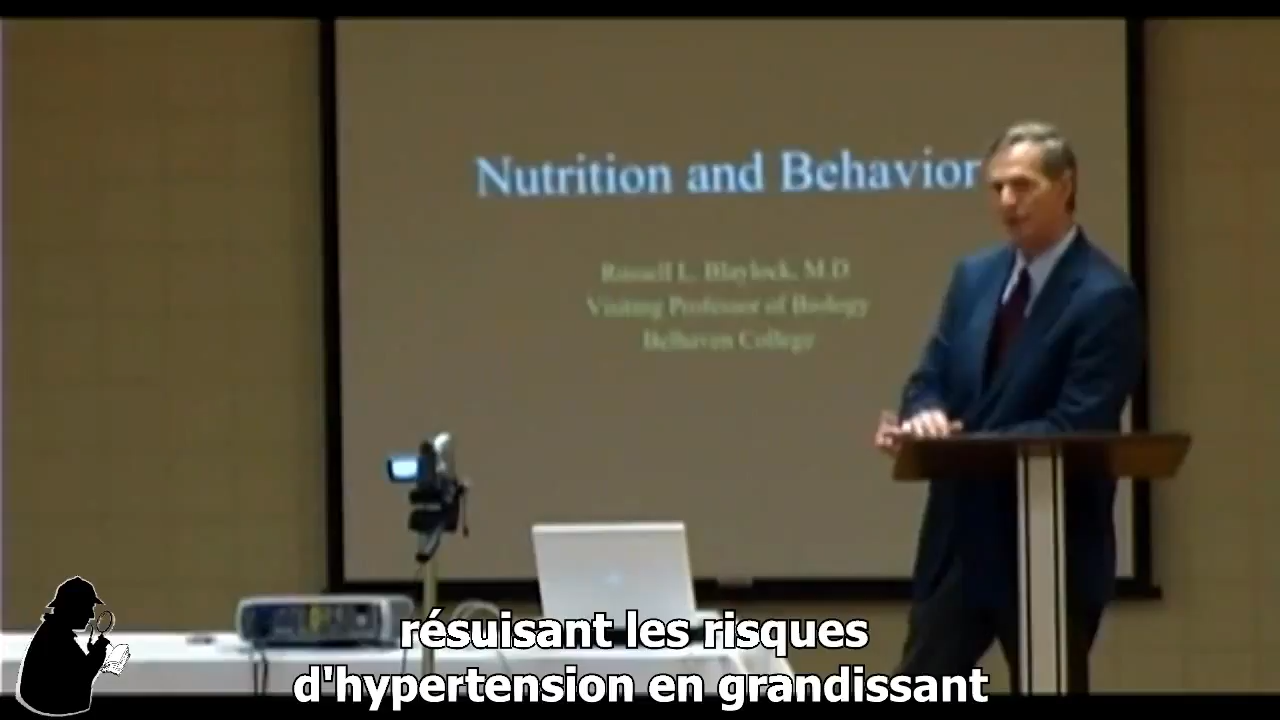 Nutrition and Behavior
Russell L. Blaylock, M.D.
Visiting Professor of Biology
Belhaven College
résuisant les risques
d'hypertension en grandissant